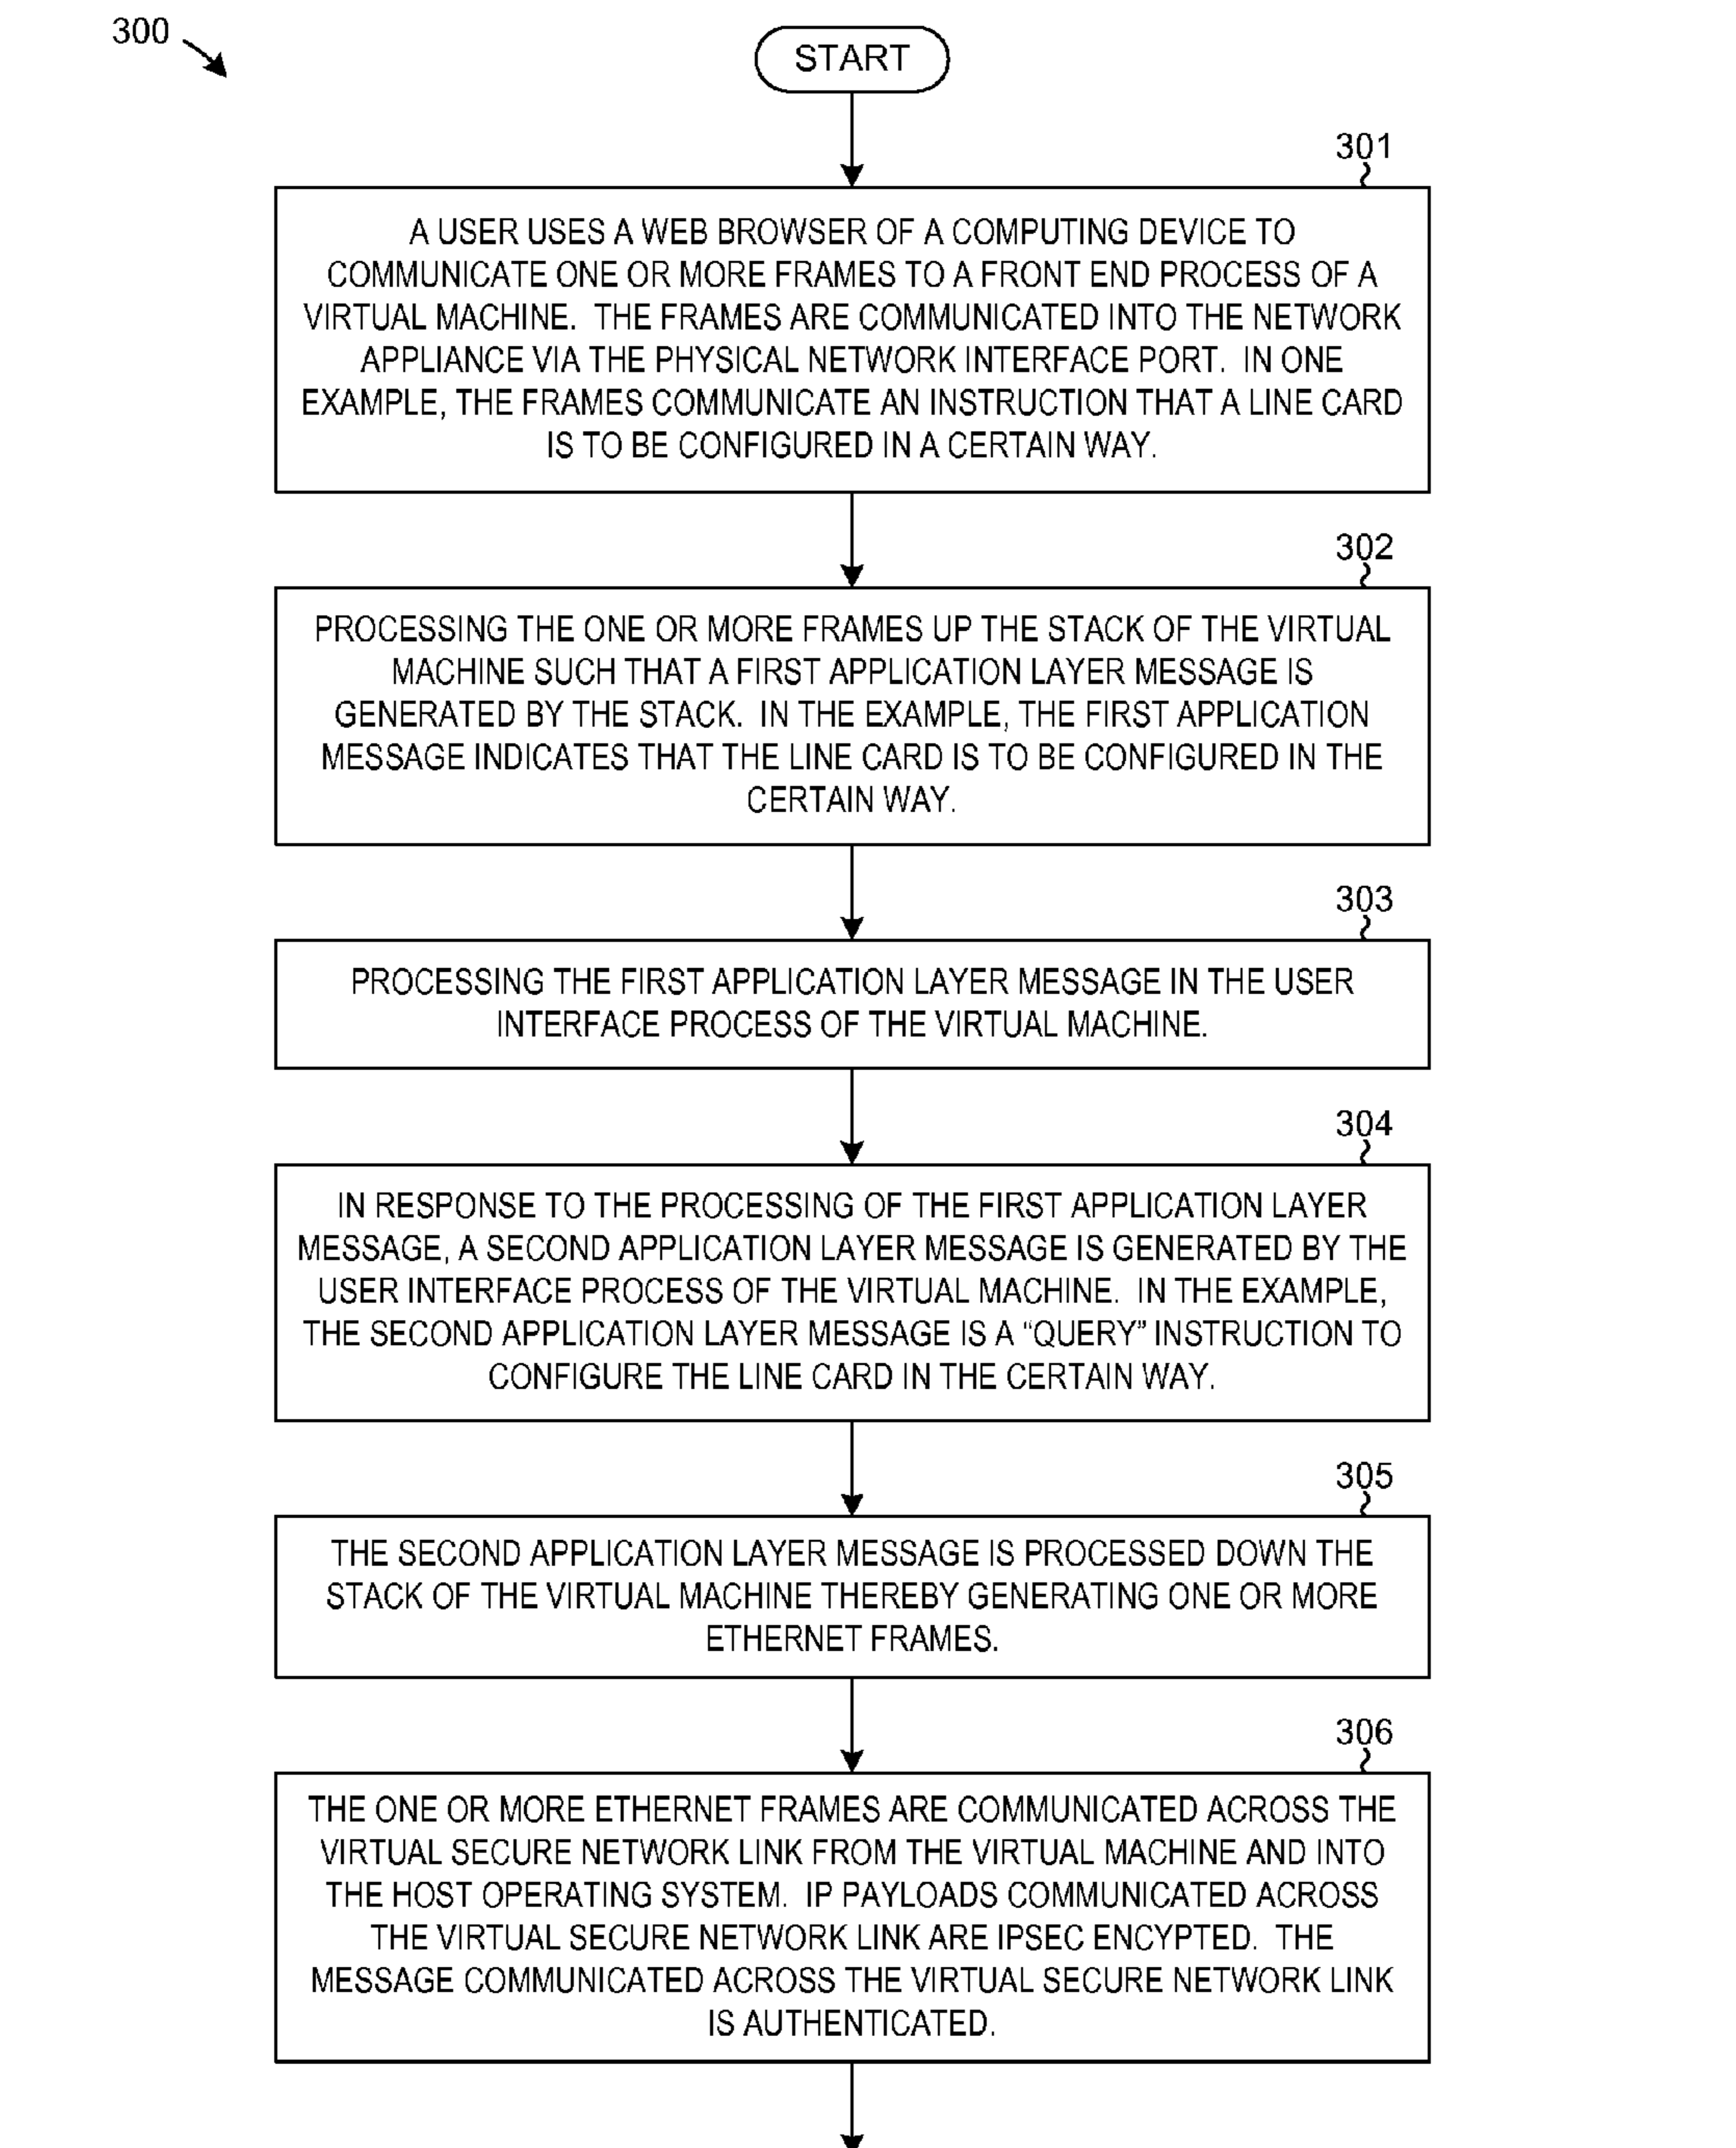 300
START
301
A USER USES A WEB BROWSER OF A COMPUTING DEVICE TO
COMMUNICATE ONE OR MORE FRAMES TO A FRONT END PROCESS OF A
VIRTUAL MACHINE. THE FRAMES ARE COMMUNICATED INTO THE NETWORK
APPLIANCE VIA THE PHYSICAL NETWORK INTERFACE PORT. IN ONE
EXAMPLE, THE FRAMES COMMUNICATE AN INSTRUCTION THAT A LINE CARD
IS TO BE CONFIGURED IN A CERTAIN WAY.
302
PROCESSING THE ONE OR MORE FRAMES UP THE STACK OF THE VIRTUAL
MACHINE SUCH THAT A FIRST APPLICATION LAYER MESSAGE IS
GENERATED BY THE STACK. IN THE EXAMPLE, THE FIRST APPLICATION
MESSAGE INDICATES THAT THE LINE CARD IS TO BE CONFIGURED IN THE
CERTAIN WAY.
303
PROCESSING THE FIRST APPLICATION LAYER MESSAGE IN THE USER
INTERFACE PROCESS OF THE VIRTUAL MACHINE.
304
IN RESPONSE TO THE PROCESSING OF THE FIRST APPLICATION LAYER
MESSAGE, A SECOND APPLICATION LAYER MESSAGE IS GENERATED BY THE
USER INTERFACE PROCESS OF THE VIRTUAL MACHINE. IN THE EXAMPLE,
THE SECOND APPLICATION LAYER MESSAGE IS A “QUERY” INSTRUCTION TO
CONFIGURE THE LINE CARD IN THE CERTAIN WAY.
305
THE SECOND APPLICATION LAYER MESSAGE IS PROCESSED DOWN THE
STACK OF THE VIRTUAL MACHINE THEREBY GENERATING ONE OR MORE
ETHERNET FRAMES.
306
THE ONE OR MORE ETHERNET FRAMES ARE COMMUNICATED ACROSS THE
VIRTUAL SECURE NETWORK LINK FROM THE VIRTUAL MACHINE AND INTO
THE HOST OPERATING SYSTEM. IP PAYLOADS COMMUNICATED ACROSS
THE VIRTUAL SECURE NETWORK LINK ARE IPSEC ENCYPTED. THE
MESSAGE COMMUNICATED ACROSS THE VIRTUAL SECURE NETWORK LINK
IS AUTHENTICATED.